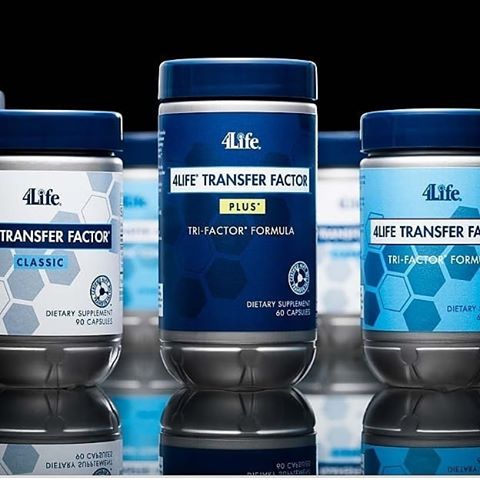 4Life®
TRANSFER FACTOR®
CLASSIC
DIETARY SUPPLEMENT
90 CAPSULES
4Life®
4LIFE® TRANSFER FACTOR
PLUS®
TRI-FACTOR® FORMULA
DIETARY SUPPLEMENT
60 CAPSULES
4Life®
4LIFE TRANSFER FA
TRI-FACTOR® FORMU
DIETARY S